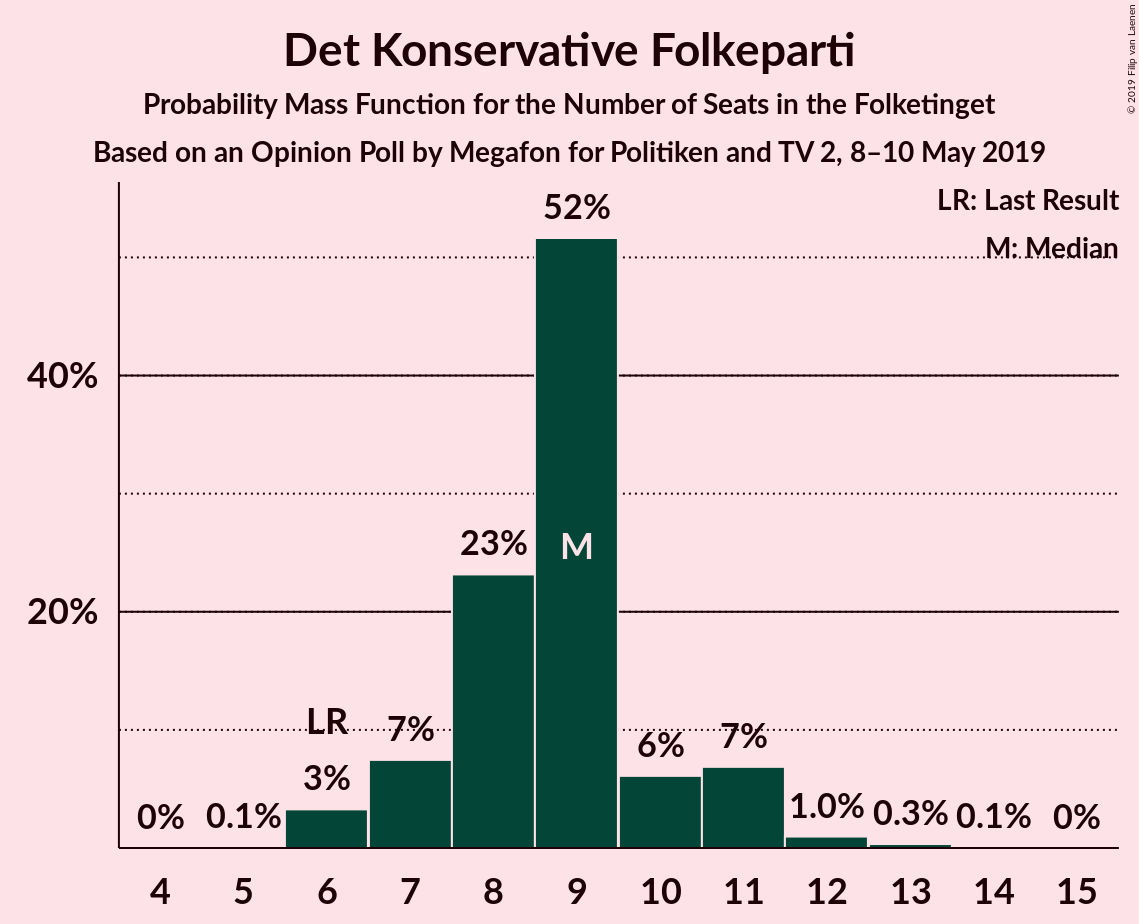 Det Konservative Folkeparti
Probability Mass Function for the Number of Seats in the Folketinget
Based on an Opinion Poll by Megafon for Politiken and TV 2, 8–10 May 2019
© 2019 Filip van Laenen
LR: Last Result
M: Median
40%
20%
0%
0.1%
LR
3%
7%
23%
52%
M
6%
7%
1.0%
0.3%
0.1%
0%
4 5 6 7 8 9 10 11 12 13 14 15